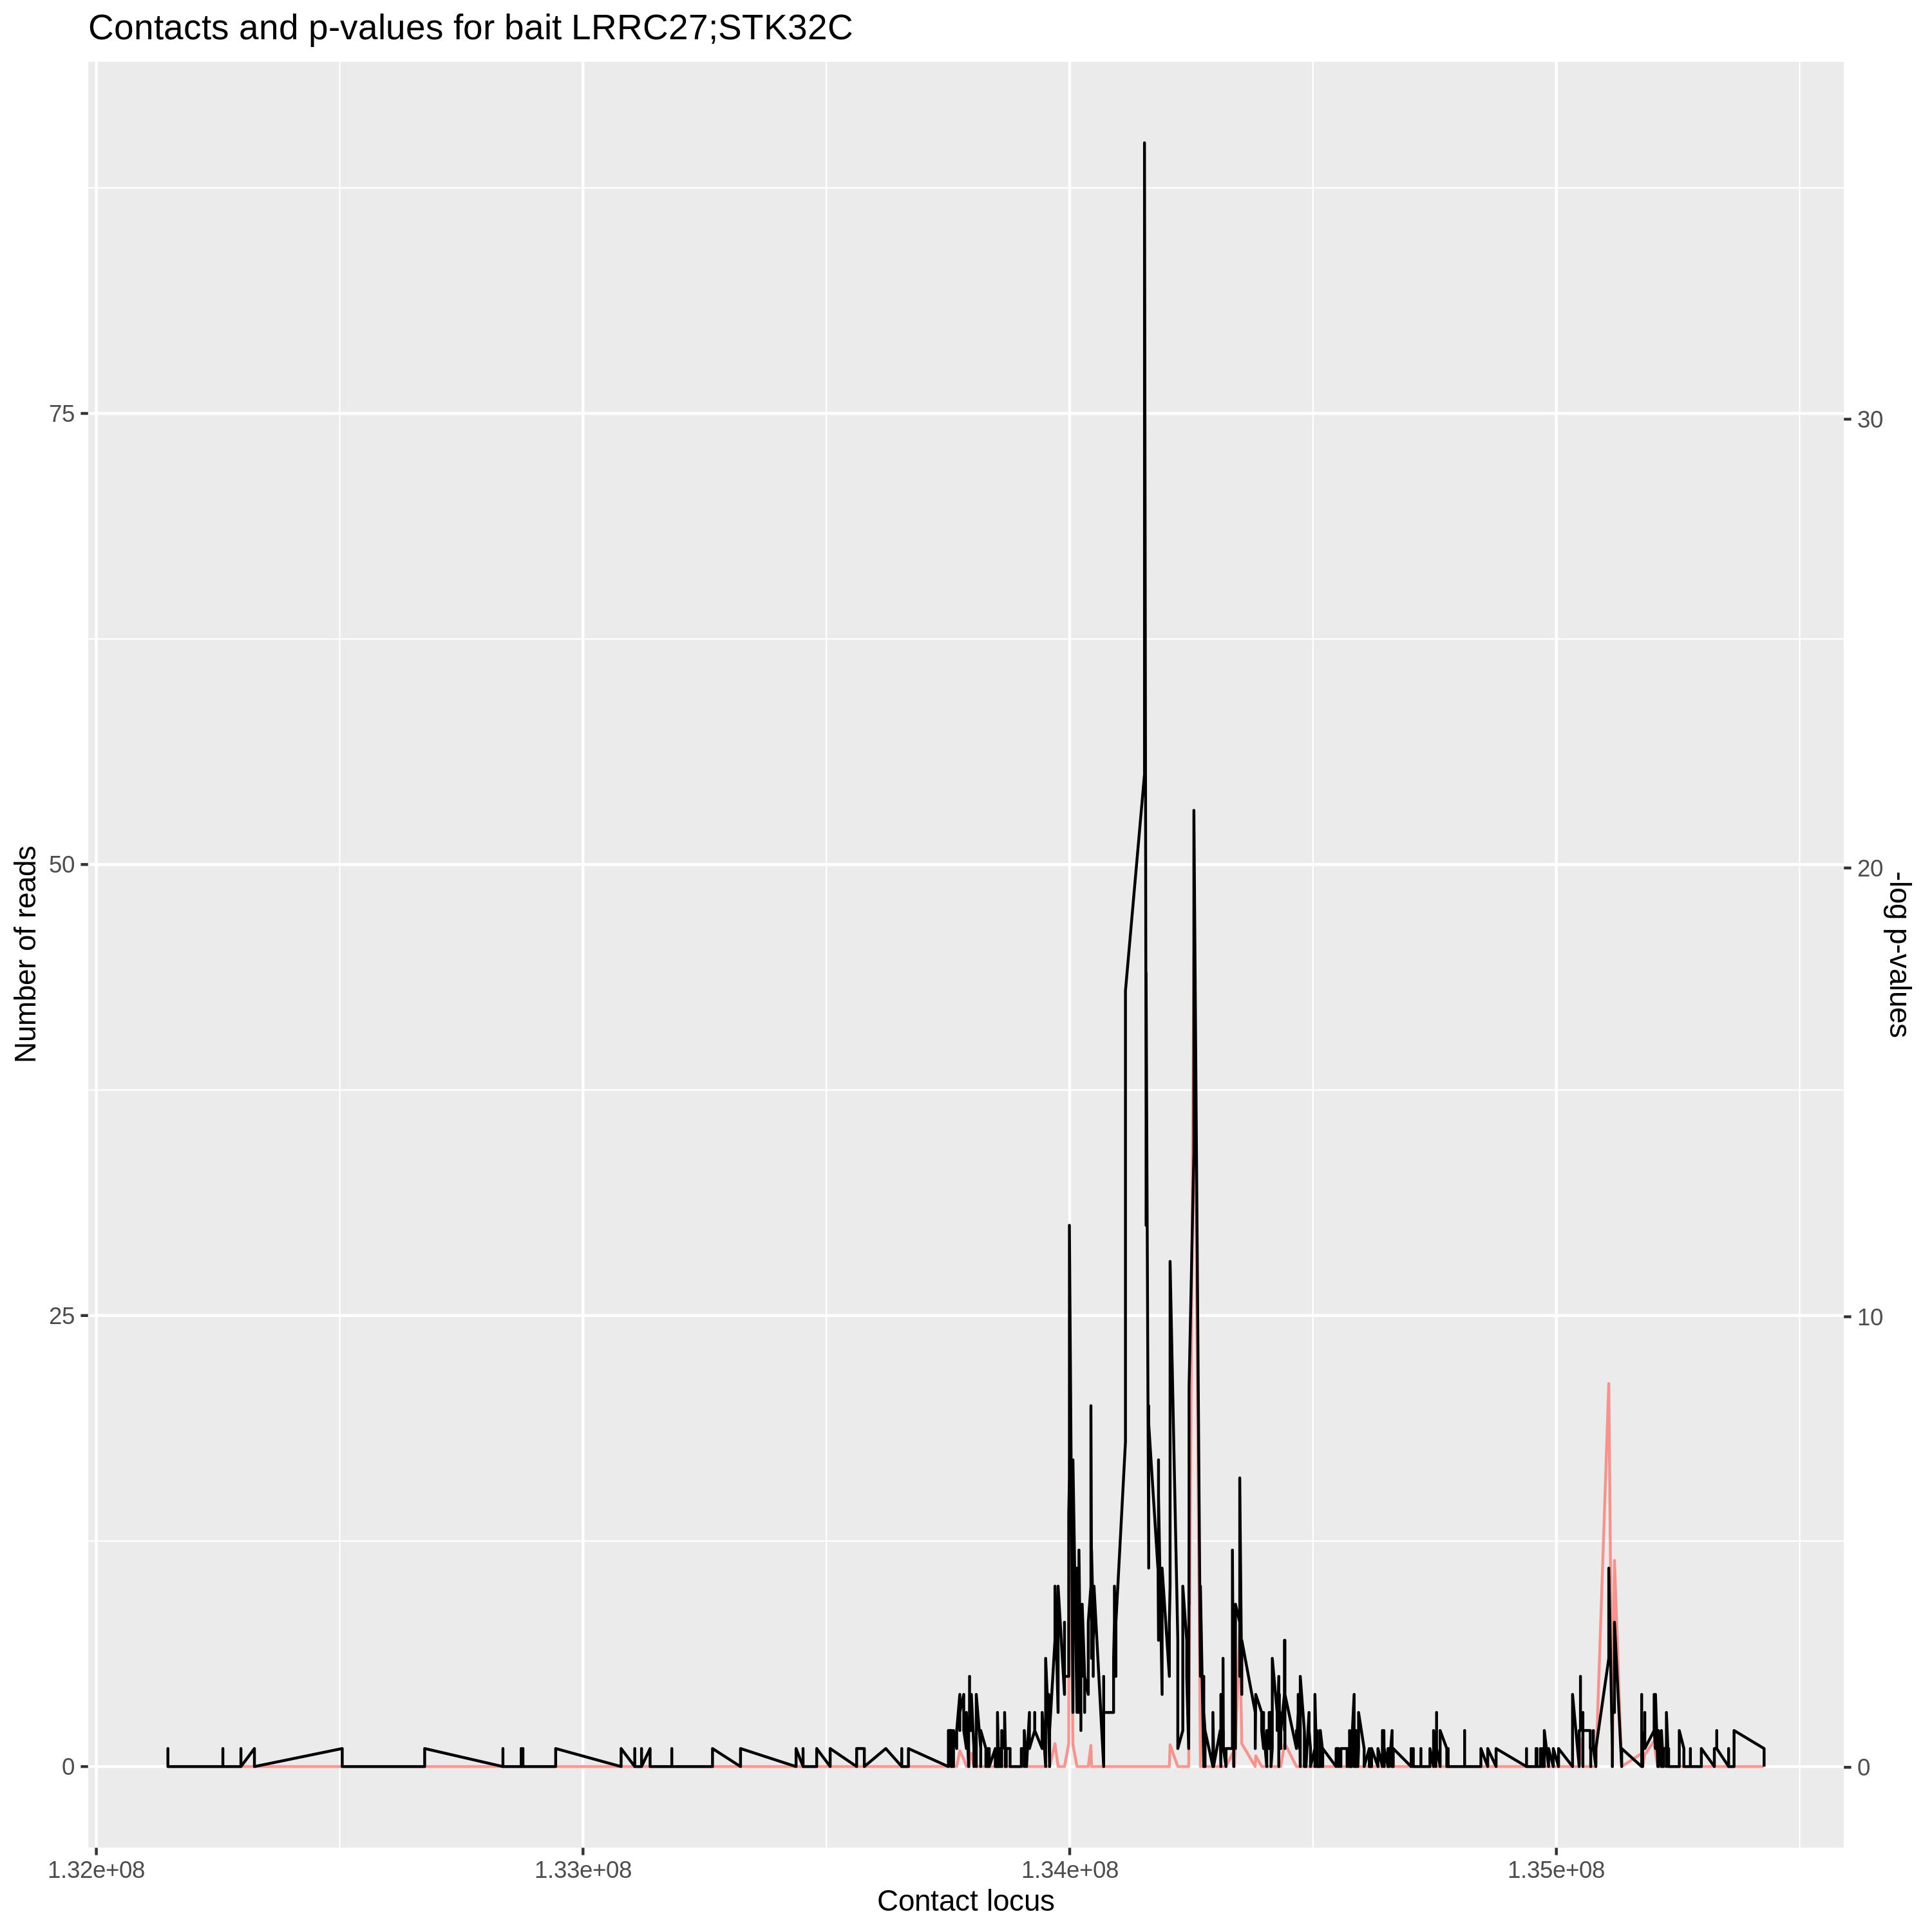 Contacts and p-values for bait LRRC27;STK32C
75
50
25
0
30
20
10
0
Number of reads
-log p-values
1.32e+08
1.33e+08
1.34e+08
1.35e+08
Contact locus